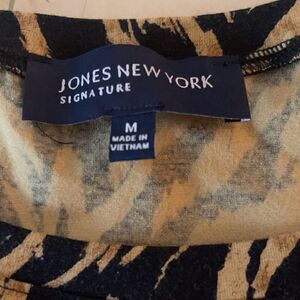 JONES NEW YORK
SIGNATURE
M
MADE IN
VIETNAM